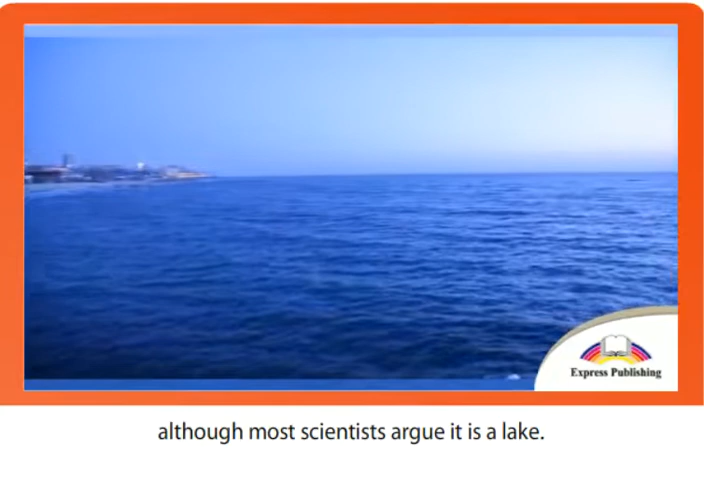 Express Publishing
although most scientists argue it is a lake.